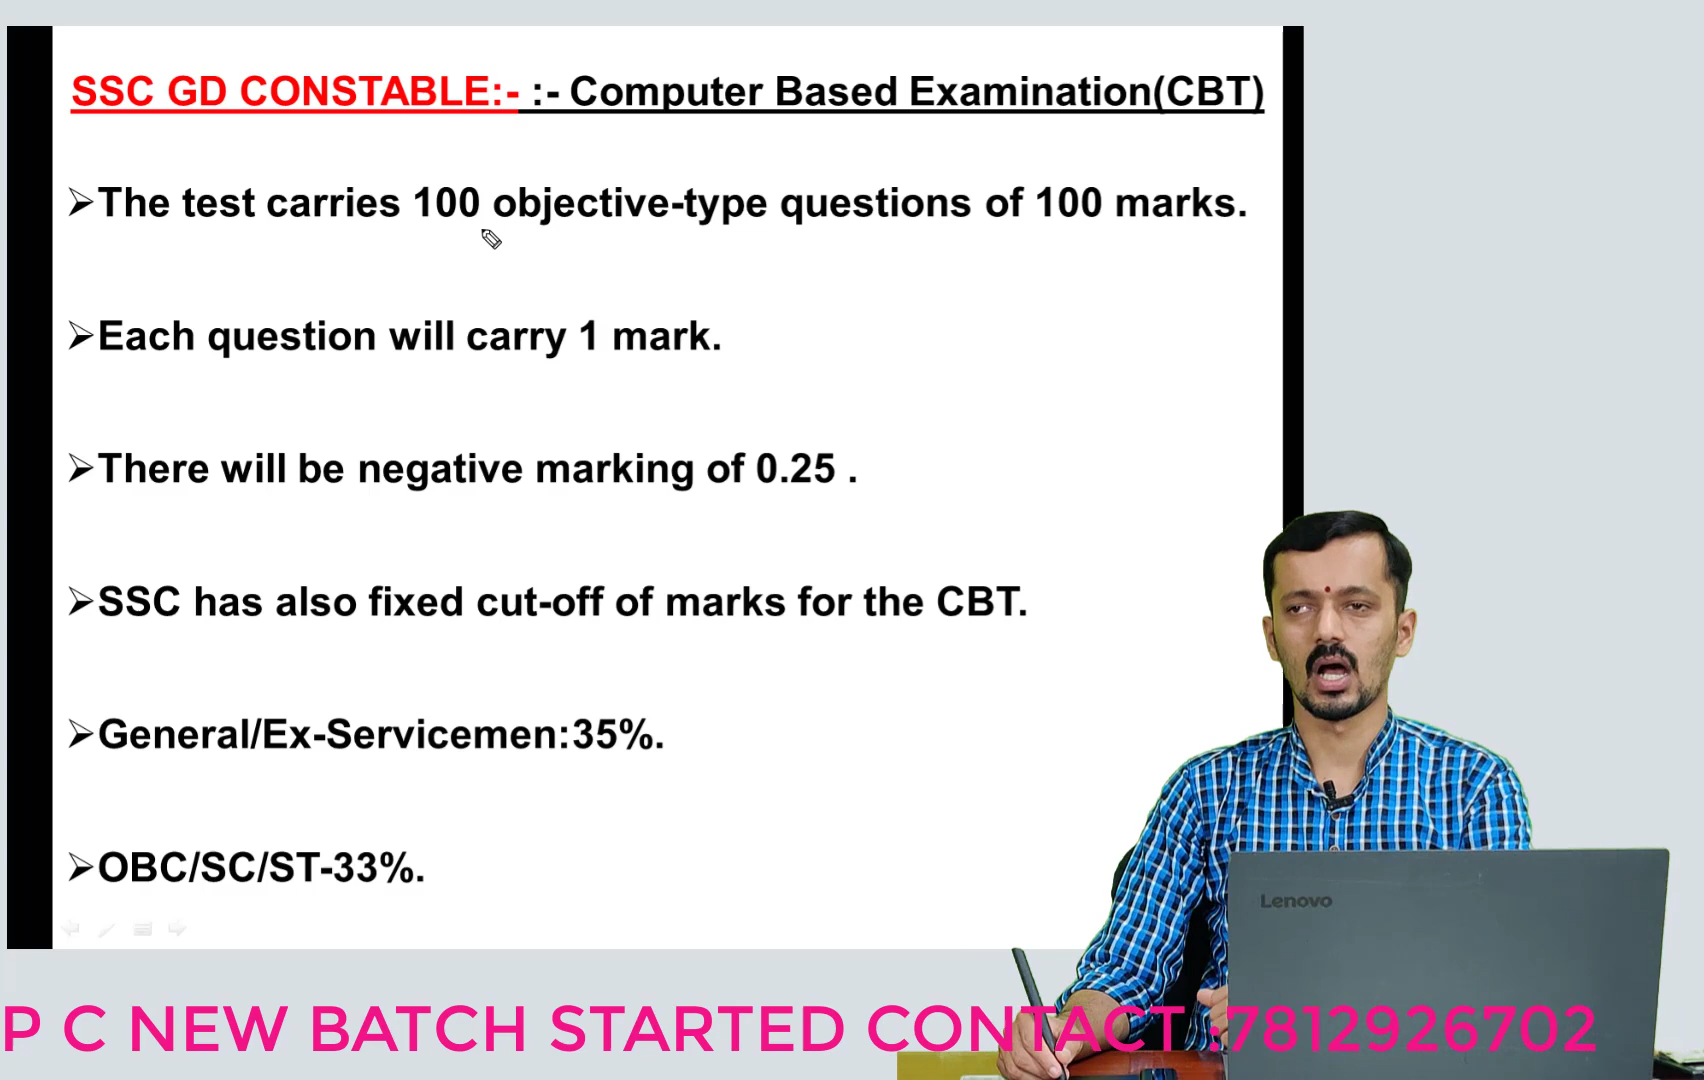 SSC GD CONSTABLE:- :- Computer Based Examination(CBT)
➢The test carries 100 objective-type questions of 100 marks.
➢Each question will carry 1 mark.
➢There will be negative marking of 0.25 .
➢SSC has also fixed cut-off of marks for the CBT.
➢General/Ex-Servicemen:35%.
➢OBC/SC/ST-33%.
Lenovo
P C NEW BATCH STARTED CONTACT :7812926702